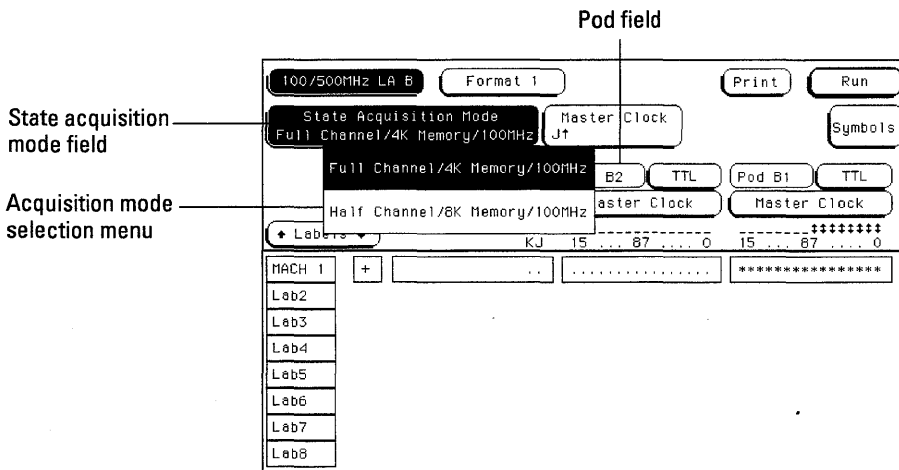 Pod field
100/500MHz LA B   Format 1   Print   Run
State acquisition
mode field
State Acquisition Mode
Full Channel/4K Memory/100MHz
Master Clock
J↑
Symbols
Full Channel/4K Memory/100MHz
B2   TTL   Pod B1   TTL
Acquisition mode
selection menu
Half Channel/8K Memory/100MHz
aster Clock   Master Clock
↕↕↕↕↕↕↕↕
KJ   15 ... 87 .... 0   15 ... 87 .... 0
MACH 1   +   ..   ................   ****************
Lab2
Lab3
Lab4
Lab5
Lab6
Lab7
Lab8